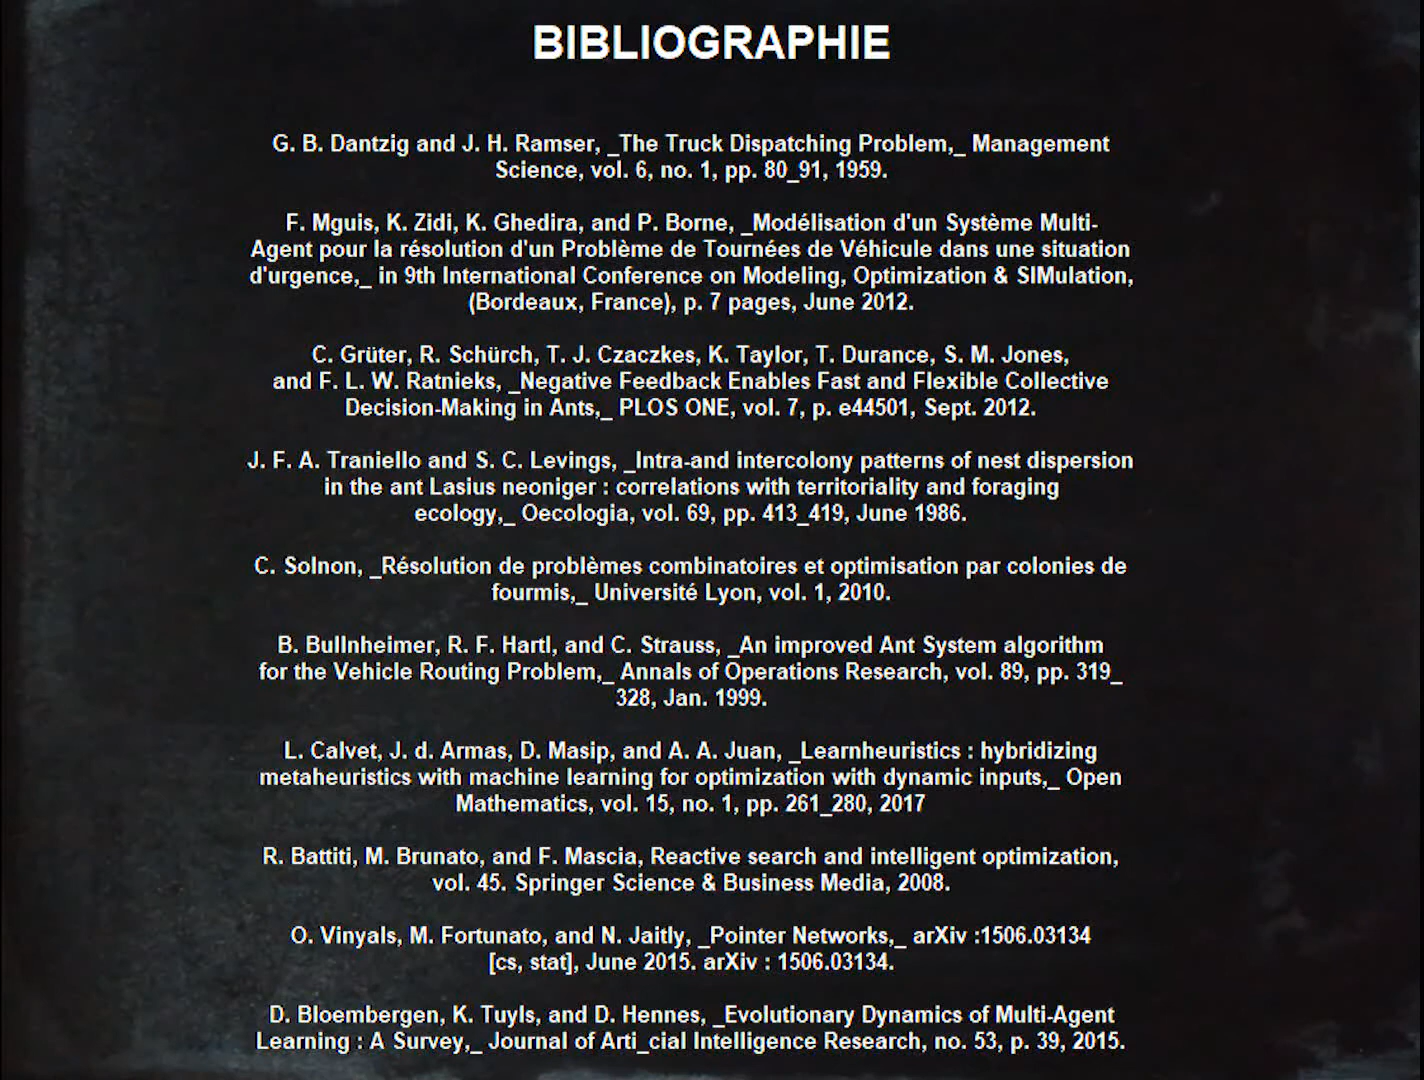 BIBLIOGRAPHIE
G. B. Dantzig and J. H. Ramser, _The Truck Dispatching Problem,_ Management
Science, vol. 6, no. 1, pp. 80_91, 1959.
F. Mguis, K. Zidi, K. Ghedira, and P. Borne, _Modélisation d'un Système Multi-
Agent pour la résolution d'un Problème de Tournées de Véhicule dans une situation
d'urgence,_ in 9th International Conference on Modeling, Optimization & SIMulation,
(Bordeaux, France), p. 7 pages, June 2012.
C. Grüter, R. Schürch, T. J. Czaczkes, K. Taylor, T. Durance, S. M. Jones,
and F. L. W. Ratnieks, _Negative Feedback Enables Fast and Flexible Collective
Decision-Making in Ants,_ PLOS ONE, vol. 7, p. e44501, Sept. 2012.
J. F. A. Traniello and S. C. Levings, _Intra-and intercolony patterns of nest dispersion
in the ant Lasius neoniger : correlations with territoriality and foraging
ecology,_ Oecologia, vol. 69, pp. 413_419, June 1986.
C. Solnon, _Résolution de problèmes combinatoires et optimisation par colonies de
fourmis,_ Université Lyon, vol. 1, 2010.
B. Bullnheimer, R. F. Hartl, and C. Strauss, _An improved Ant System algorithm
for the Vehicle Routing Problem,_ Annals of Operations Research, vol. 89, pp. 319_
328, Jan. 1999.
L. Calvet, J. d. Armas, D. Masip, and A. A. Juan, _Learnheuristics : hybridizing
metaheuristics with machine learning for optimization with dynamic inputs,_ Open
Mathematics, vol. 15, no. 1, pp. 261_280, 2017
R. Battiti, M. Brunato, and F. Mascia, Reactive search and intelligent optimization,
vol. 45. Springer Science & Business Media, 2008.
O. Vinyals, M. Fortunato, and N. Jaitly, _Pointer Networks,_ arXiv :1506.03134
[cs, stat], June 2015. arXiv : 1506.03134.
D. Bloembergen, K. Tuyls, and D. Hennes, _Evolutionary Dynamics of Multi-Agent
Learning : A Survey,_ Journal of Arti_cial Intelligence Research, no. 53, p. 39, 2015.